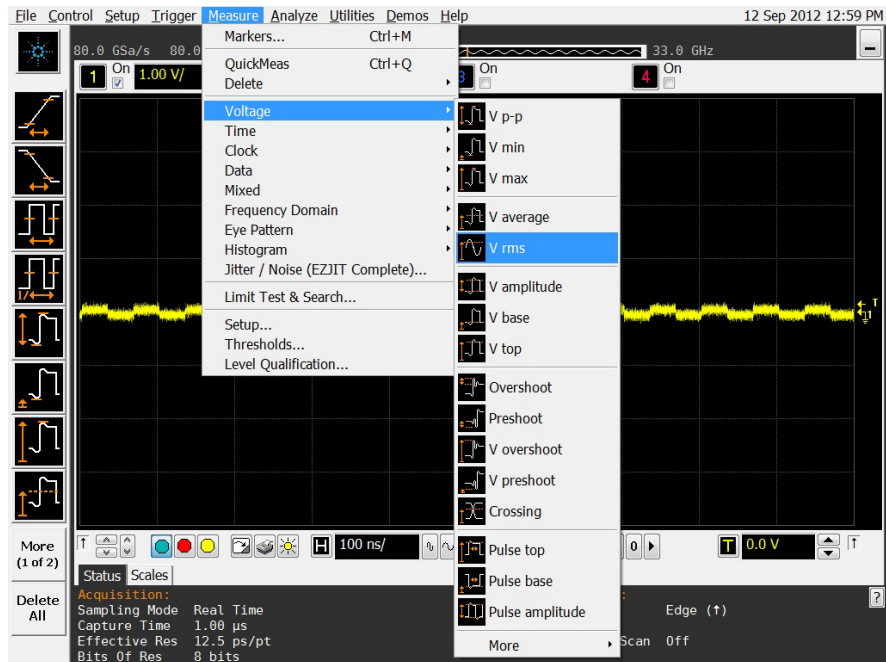 File Control Setup Trigger Measure Analyze Utilities Demos Help 12 Sep 2012 12:59 PM
80.0 GSa/s 80.0 33.0 GHz
1 On 1.00 V/ 3 On 4 On
Markers... Ctrl+M
QuickMeas Ctrl+Q
Delete
Voltage
Time
Clock
Data
Mixed
Frequency Domain
Eye Pattern
Histogram
Jitter / Noise (EZJIT Complete)...
Limit Test & Search...
Setup...
Thresholds...
Level Qualification...
V p-p
V min
V max
V average
V rms
V amplitude
V base
V top
Overshoot
Preshoot
V overshoot
V preshoot
Crossing
Pulse top
Pulse base
Pulse amplitude
More
1/
T
1
More
(1 of 2)
Delete
All
H 100 ns/ 0 T 0.0 V
Status Scales
Acquisition: :
?
Sampling Mode Real Time Edge (↑)
Capture Time 1.00 µs
Effective Res 12.5 ps/pt Scan Off
Bits Of Res 8 bits